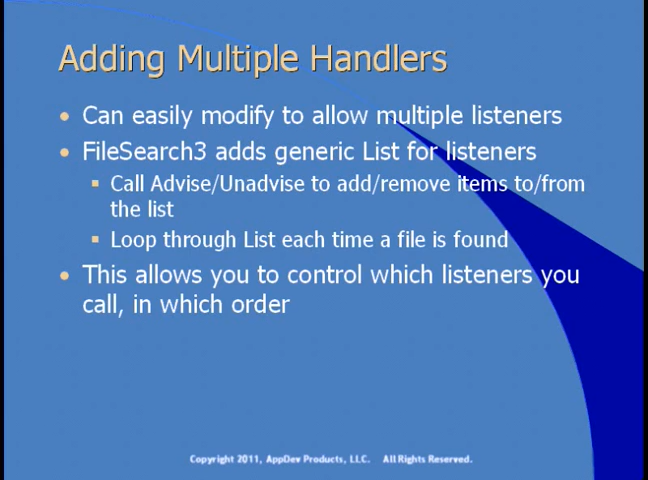 Adding Multiple Handlers
Can easily modify to allow multiple listeners
FileSearch3 adds generic List for listeners
Call Advise/Unadvise to add/remove items to/from
the list
Loop through List each time a file is found
This allows you to control which listeners you
call, in which order
Copyright 2011, AppDev Products, LLC. All Rights Reserved.